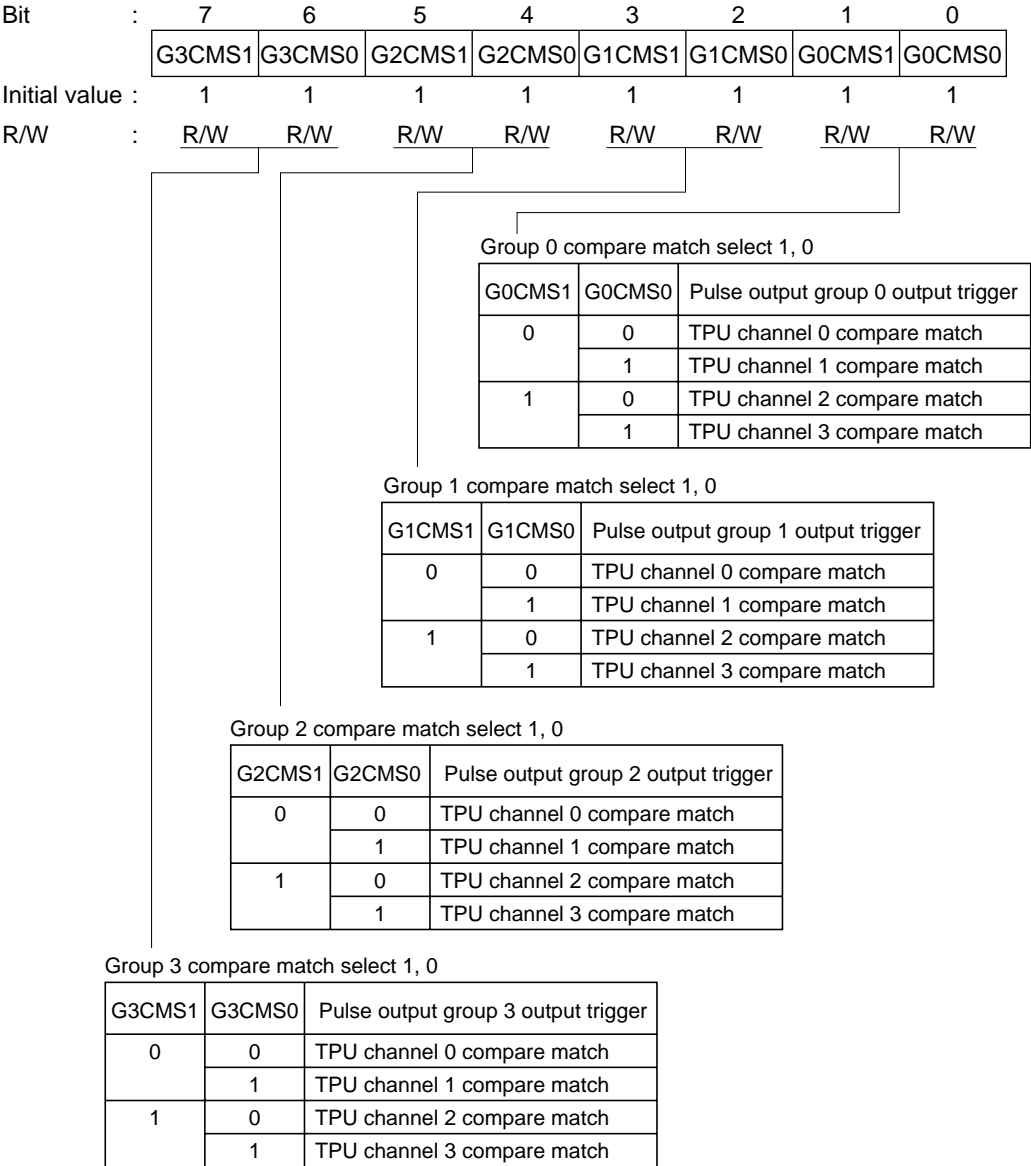 Bit : 7 6 5 4 3 2 1 0
G3CMS1 G3CMS0 G2CMS1 G2CMS0 G1CMS1 G1CMS0 G0CMS1 G0CMS0
Initial value : 1 1 1 1 1 1 1 1
R/W : R/W R/W R/W R/W R/W R/W R/W R/W
Group 0 compare match select 1, 0
G0CMS1 G0CMS0 Pulse output group 0 output trigger
0 0 TPU channel 0 compare match
1 TPU channel 1 compare match
1 0 TPU channel 2 compare match
1 TPU channel 3 compare match
Group 1 compare match select 1, 0
G1CMS1 G1CMS0 Pulse output group 1 output trigger
0 0 TPU channel 0 compare match
1 TPU channel 1 compare match
1 0 TPU channel 2 compare match
1 TPU channel 3 compare match
Group 2 compare match select 1, 0
G2CMS1 G2CMS0 Pulse output group 2 output trigger
0 0 TPU channel 0 compare match
1 TPU channel 1 compare match
1 0 TPU channel 2 compare match
1 TPU channel 3 compare match
Group 3 compare match select 1, 0
G3CMS1 G3CMS0 Pulse output group 3 output trigger
0 0 TPU channel 0 compare match
1 TPU channel 1 compare match
1 0 TPU channel 2 compare match
1 TPU channel 3 compare match